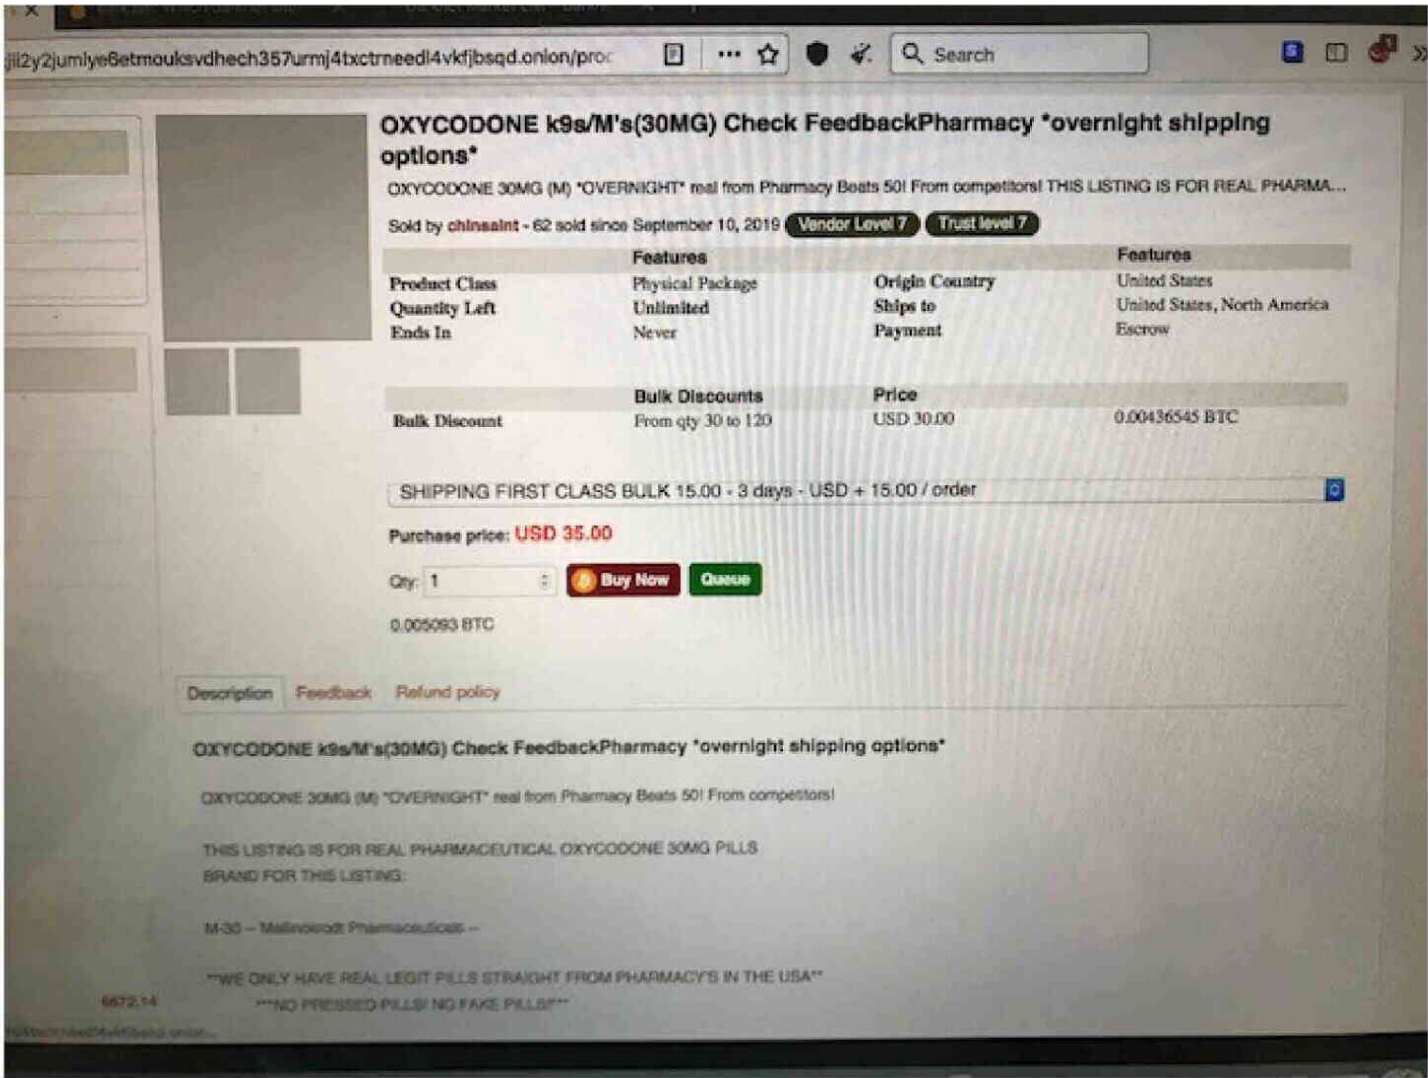 jii2y2jumlye6etmouksvdhech357urmj4txctrneedl4vkfjbsqd.onion/proc
Search
OXYCODONE k9s/M's(30MG) Check FeedbackPharmacy *overnight shipping
options*
OXYCODONE 30MG (M) *OVERNIGHT* real from Pharmacy Beats 50! From competitors! THIS LISTING IS FOR REAL PHARMA...
Sold by chinsaint - 62 sold since September 10, 2019 Vendor Level 7 Trust level 7
Features Features
Product Class Physical Package Origin Country United States
Quantity Left Unlimited Ships to United States, North America
Ends In Never Payment Escrow
Bulk Discounts Price
Bulk Discount From qty 30 to 120 USD 30.00 0.00436545 BTC
SHIPPING FIRST CLASS BULK 15.00 - 3 days - USD + 15.00 / order
Purchase price: USD 35.00
Qty: 1 Buy Now Queue
0.005093 BTC
Description Feedback Refund policy
OXYCODONE k9s/M's(30MG) Check FeedbackPharmacy *overnight shipping options*
OXYCODONE 30MG (M) *OVERNIGHT* real from Pharmacy Beats 50! From competitors!
THIS LISTING IS FOR REAL PHARMACEUTICAL OXYCODONE 30MG PILLS
BRAND FOR THIS LISTING:
M-30 -- Pharmaceuticals --
**WE ONLY HAVE REAL LEGIT PILLS STRAIGHT FROM PHARMACY'S IN THE USA**
6672.14
***NO PRESSED PILLS! NO FAKE PILLS!***